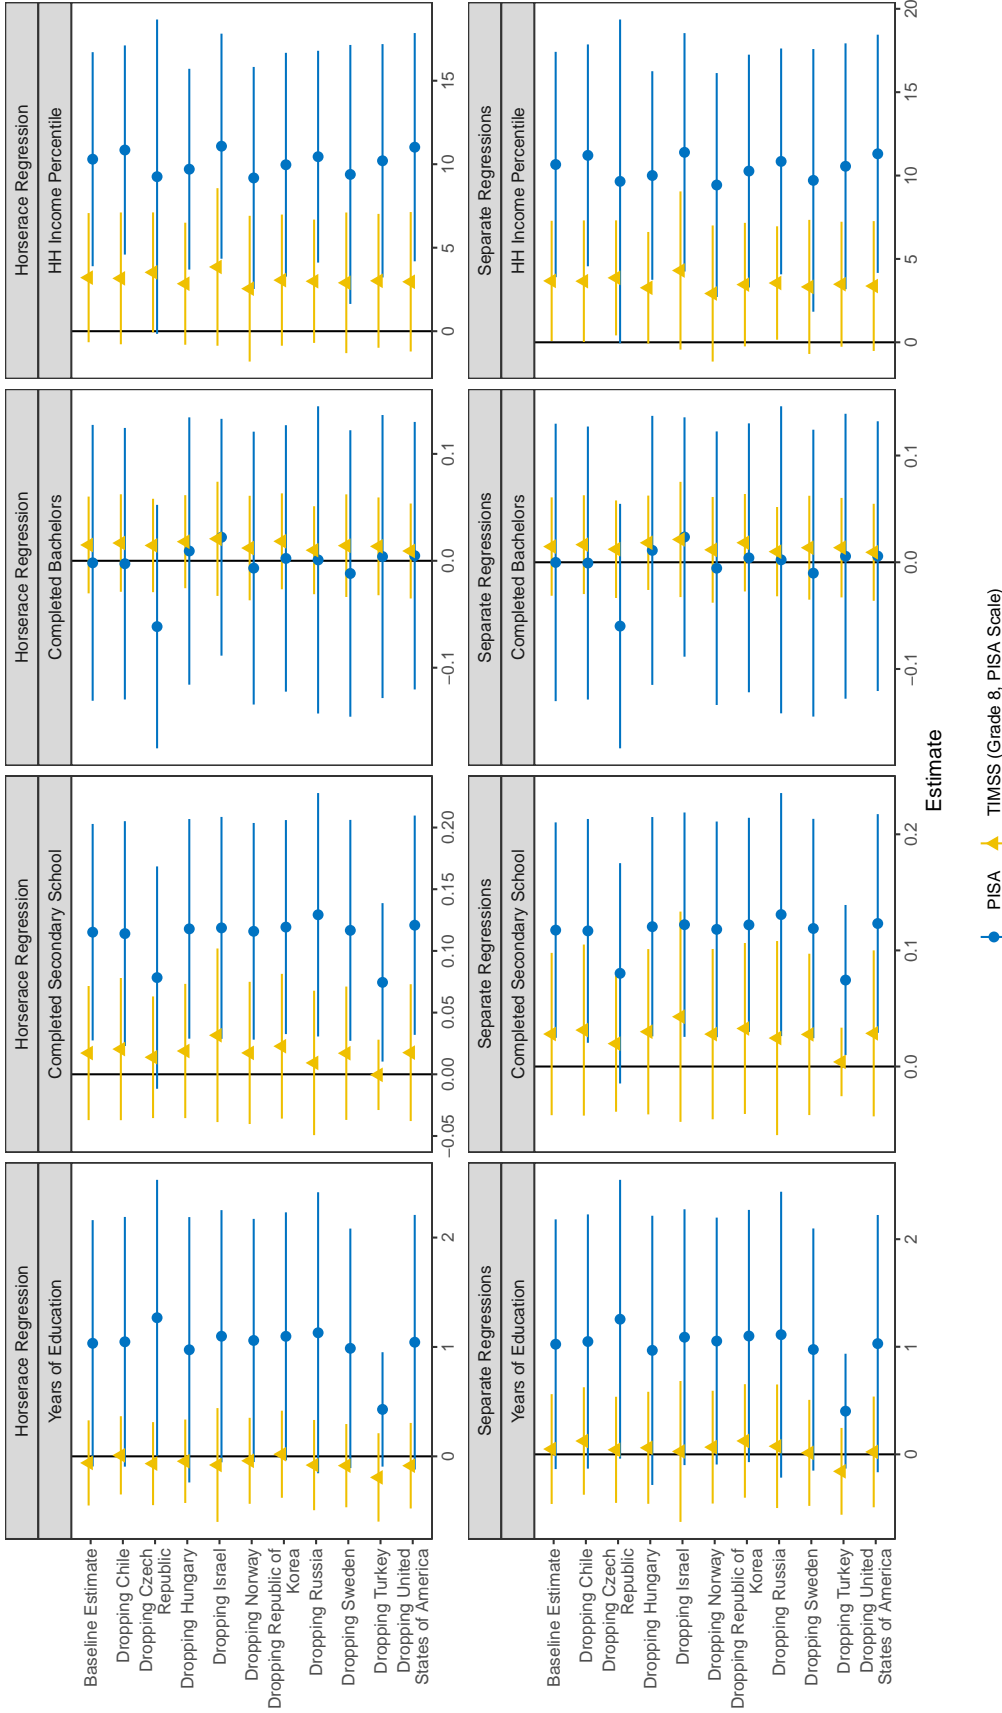 Horserace Regression
Years of Education
Horserace Regression
Completed Secondary School
Horserace Regression
Completed Bachelors
Horserace Regression
HH Income Percentile
Baseline Estimate
Dropping Chile
Dropping Czech
Republic
Dropping Hungary
Dropping Israel
Dropping Norway
Dropping Republic of
Korea
Dropping Russia
Dropping Sweden
Dropping Turkey
Dropping United
States of America
0
1
2
−0.05
0.00
0.05
0.10
0.15
0.20
−0.1
0.0
0.1
0
5
10
15
Separate Regressions
Years of Education
Separate Regressions
Completed Secondary School
Separate Regressions
Completed Bachelors
Separate Regressions
HH Income Percentile
Baseline Estimate
Dropping Chile
Dropping Czech
Republic
Dropping Hungary
Dropping Israel
Dropping Norway
Dropping Republic of
Korea
Dropping Russia
Dropping Sweden
Dropping Turkey
Dropping United
States of America
0
1
2
0.0
0.1
0.2
−0.1
0.0
0.1
0
5
10
15
20
Estimate
PISA
TIMSS (Grade 8, PISA Scale)